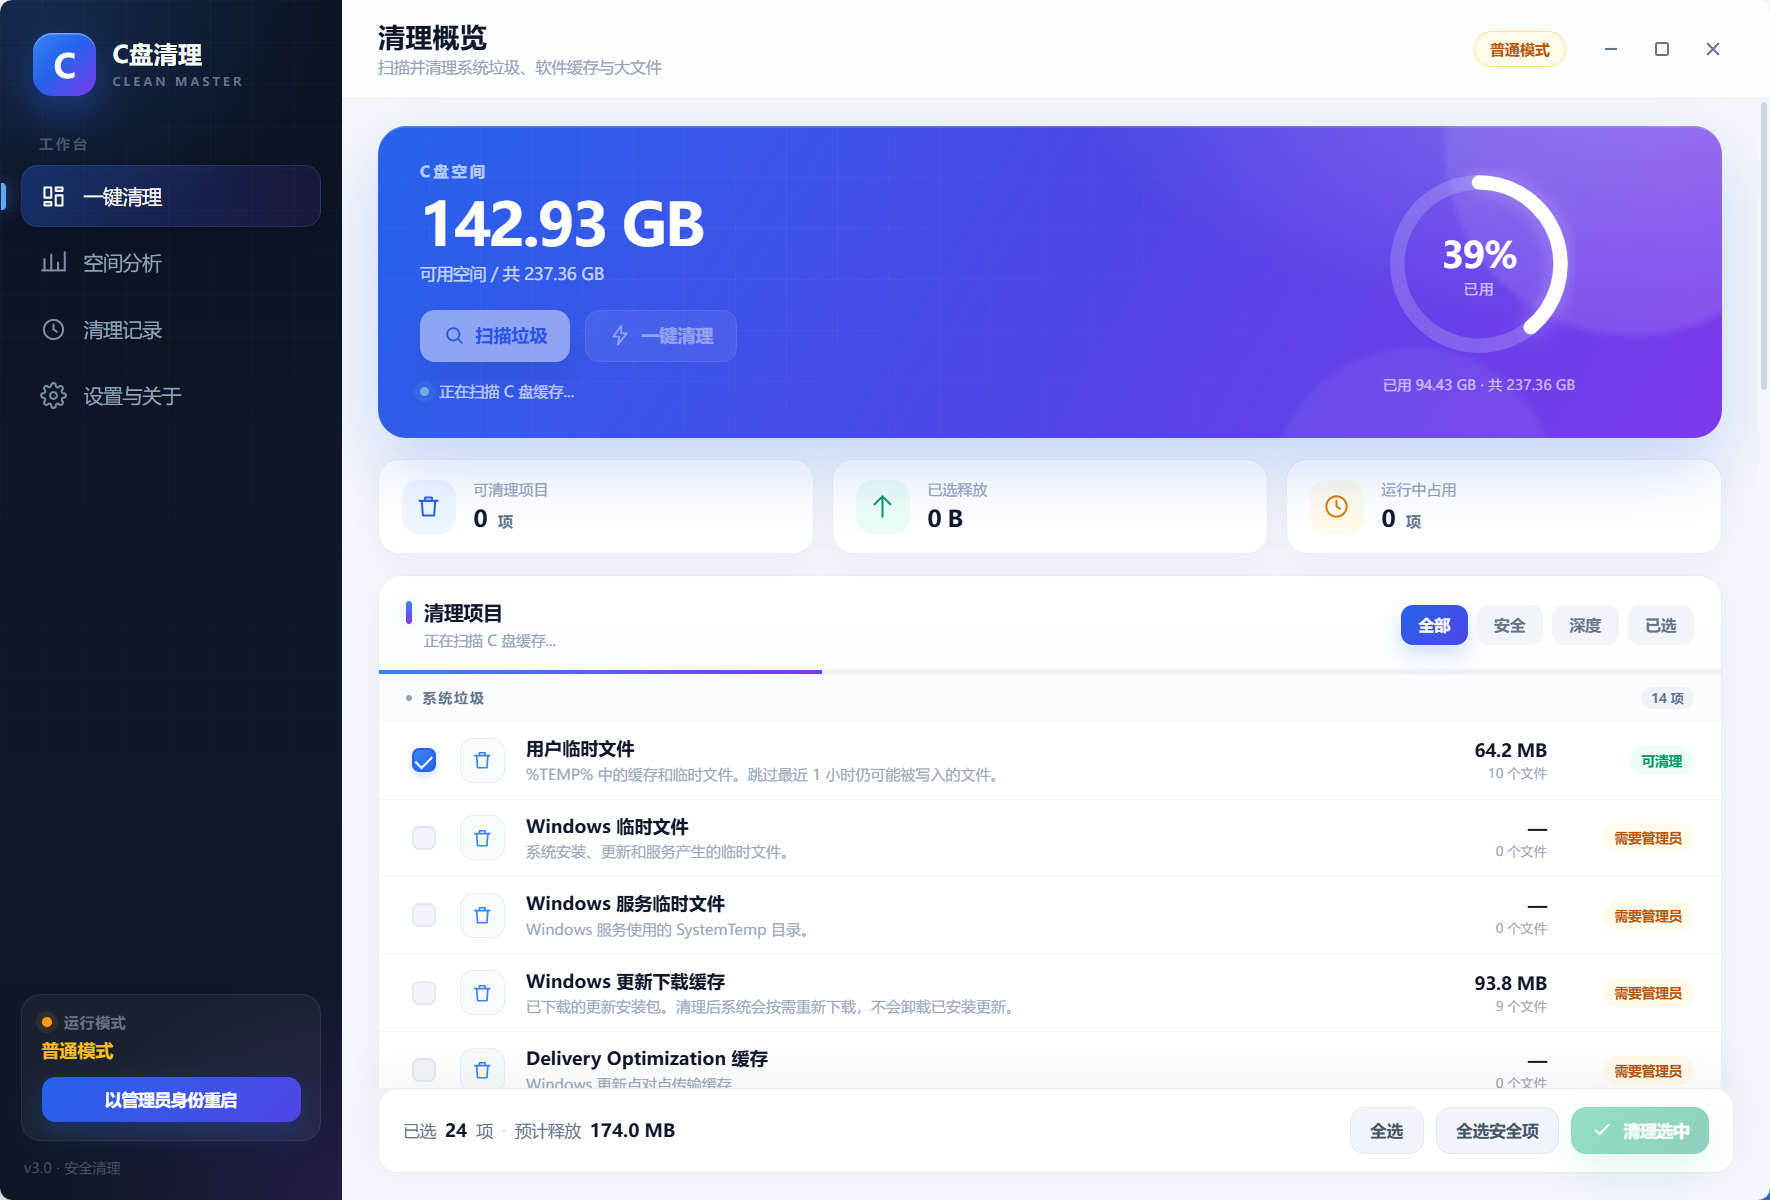 C
C盘清理
CLEAN MASTER
工作台
一键清理
空间分析
清理记录
设置与关于
运行模式
普通模式
以管理员身份重启
v3.0 · 安全清理
清理概览
扫描并清理系统垃圾、软件缓存与大文件
普通模式
C 盘空间
142.93 GB
可用空间 / 共 237.36 GB
扫描垃圾
一键清理
正在扫描 C 盘缓存...
39%
已用
已用 94.43 GB · 共 237.36 GB
可清理项目
0 项
已选释放
0 B
运行中占用
0 项
清理项目
正在扫描 C 盘缓存...
全部
安全
深度
已选
系统垃圾
14 项
用户临时文件
%TEMP% 中的缓存和临时文件。跳过最近 1 小时仍可能被写入的文件。
64.2 MB
10 个文件
可清理
Windows 临时文件
系统安装、更新和服务产生的临时文件。
—
0 个文件
需要管理员
Windows 服务临时文件
Windows 服务使用的 SystemTemp 目录。
—
0 个文件
需要管理员
Windows 更新下载缓存
已下载的更新安装包。清理后系统会按需重新下载，不会卸载已安装更新。
93.8 MB
9 个文件
需要管理员
Delivery Optimization 缓存
Windows 更新点对点传输缓存
—
0 个文件
需要管理员
已选 24 项 · 预计释放 174.0 MB
全选
全选安全项
清理选中